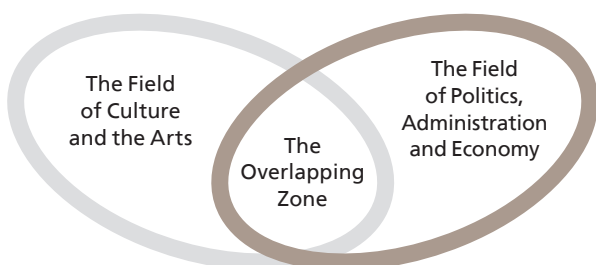 The Field
of Culture
and the Arts
The Field
of Politics,
Administration
and Economy
The
Overlapping
Zone